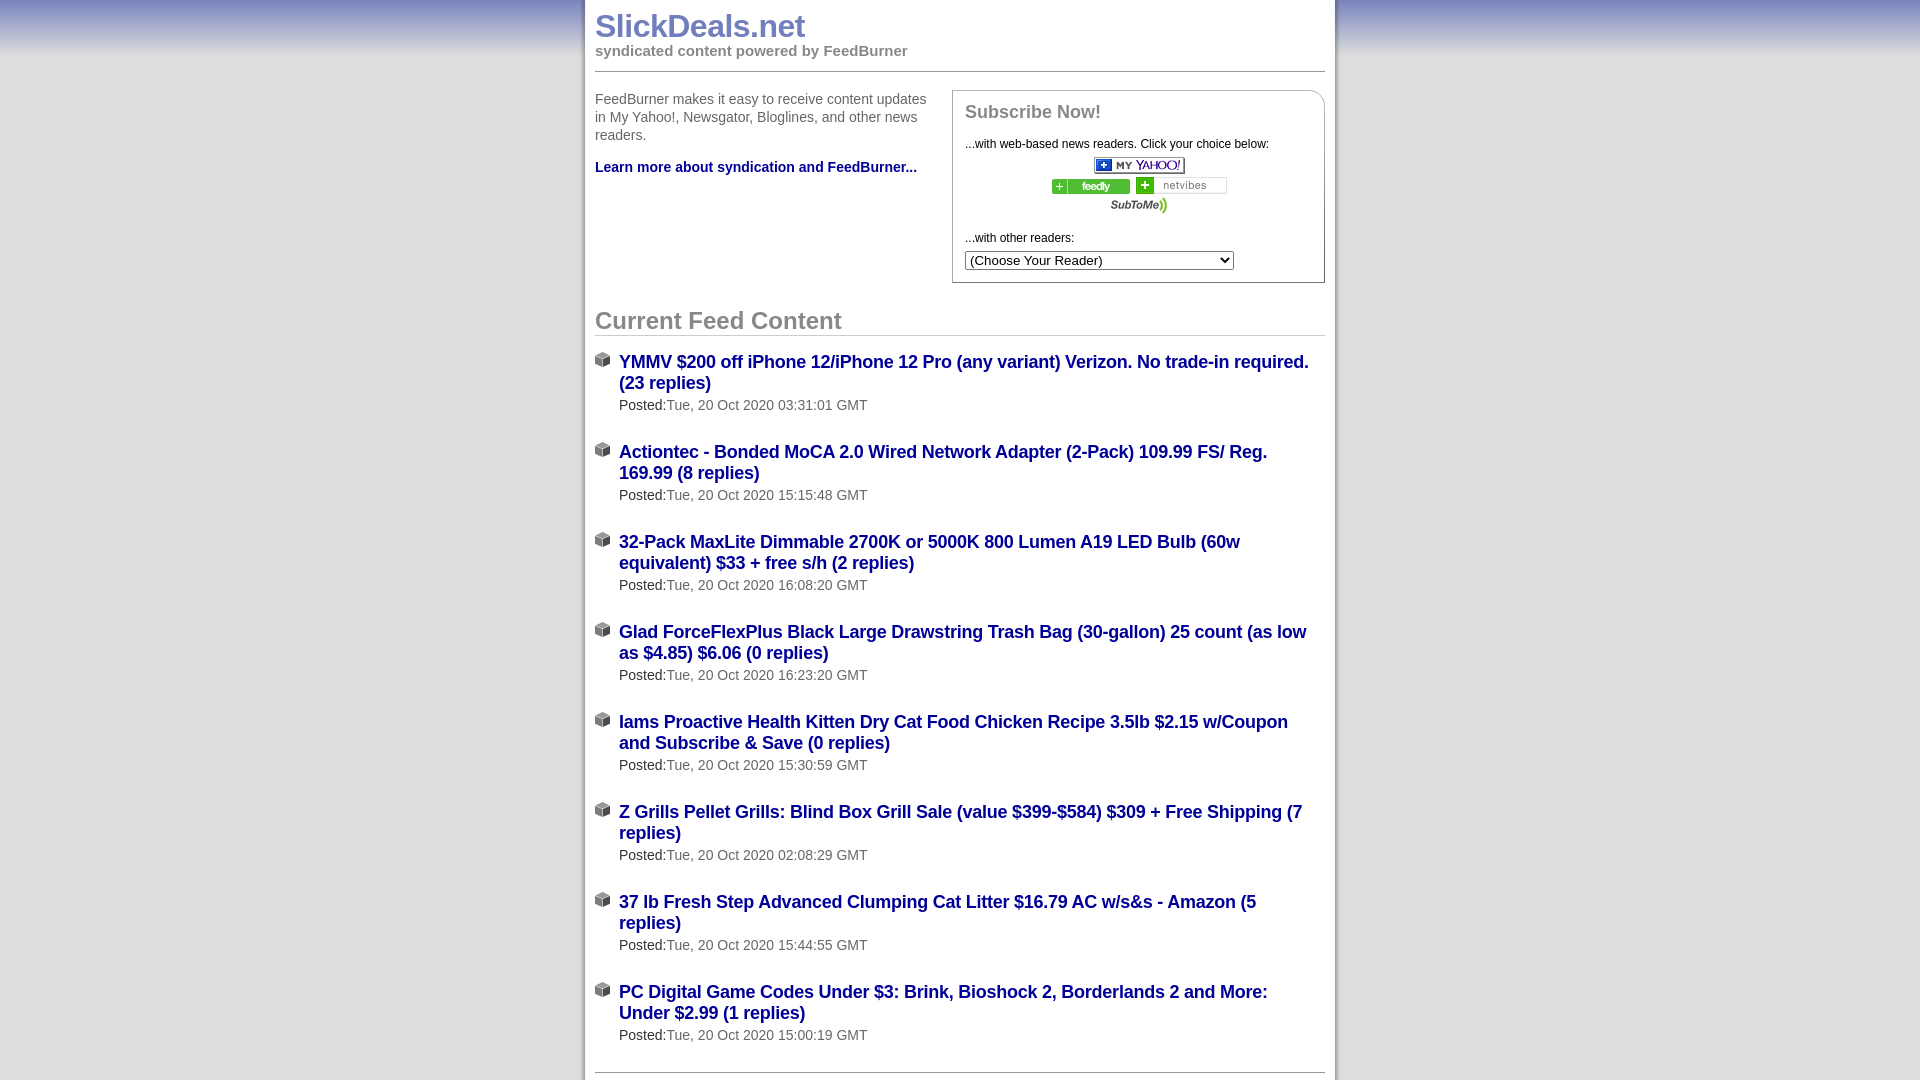 SlickDeals.net
syndicated content powered by FeedBurner
FeedBurner makes it easy to receive content updates
in My Yahoo!, Newsgator, Bloglines, and other news
readers.
Learn more about syndication and FeedBurner...
Subscribe Now!
...with web-based news readers. Click your choice below:
MY YAHOO!
feedly
netvibes
SubToMe
...with other readers:
(Choose Your Reader)
Current Feed Content
YMMV $200 off iPhone 12/iPhone 12 Pro (any variant) Verizon. No trade-in required.
(23 replies)
Posted:Tue, 20 Oct 2020 03:31:01 GMT
Actiontec - Bonded MoCA 2.0 Wired Network Adapter (2-Pack) 109.99 FS/ Reg.
169.99 (8 replies)
Posted:Tue, 20 Oct 2020 15:15:48 GMT
32-Pack MaxLite Dimmable 2700K or 5000K 800 Lumen A19 LED Bulb (60w
equivalent) $33 + free s/h (2 replies)
Posted:Tue, 20 Oct 2020 16:08:20 GMT
Glad ForceFlexPlus Black Large Drawstring Trash Bag (30-gallon) 25 count (as low
as $4.85) $6.06 (0 replies)
Posted:Tue, 20 Oct 2020 16:23:20 GMT
Iams Proactive Health Kitten Dry Cat Food Chicken Recipe 3.5lb $2.15 w/Coupon
and Subscribe & Save (0 replies)
Posted:Tue, 20 Oct 2020 15:30:59 GMT
Z Grills Pellet Grills: Blind Box Grill Sale (value $399-$584) $309 + Free Shipping (7
replies)
Posted:Tue, 20 Oct 2020 02:08:29 GMT
37 lb Fresh Step Advanced Clumping Cat Litter $16.79 AC w/s&s - Amazon (5
replies)
Posted:Tue, 20 Oct 2020 15:44:55 GMT
PC Digital Game Codes Under $3: Brink, Bioshock 2, Borderlands 2 and More:
Under $2.99 (1 replies)
Posted:Tue, 20 Oct 2020 15:00:19 GMT